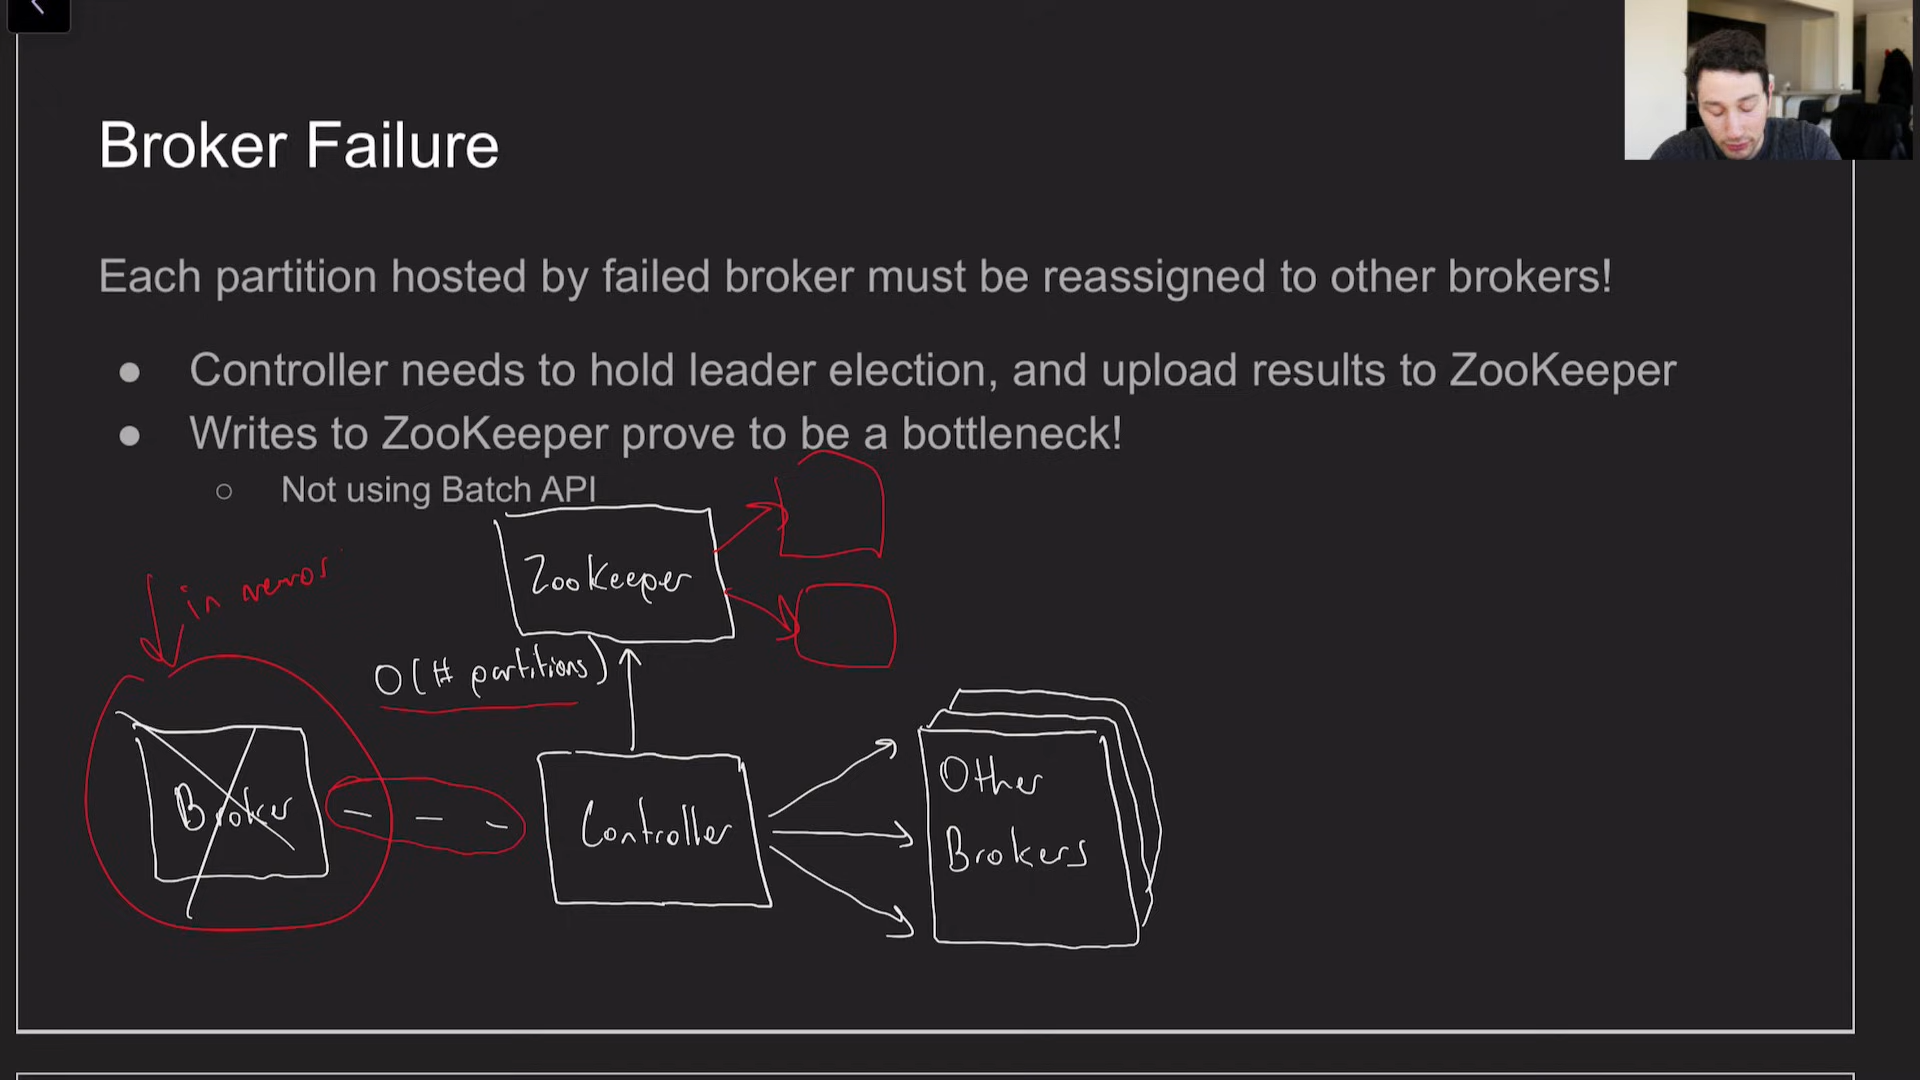 Broker Failure
Each partition hosted by failed broker must be reassigned to other brokers!
● Controller needs to hold leader election, and upload results to ZooKeeper
● Writes to ZooKeeper prove to be a bottleneck!
○ Not using Batch API
ZooKeeper
in
O(# partitions)
Broker
Controller
Other
Brokers